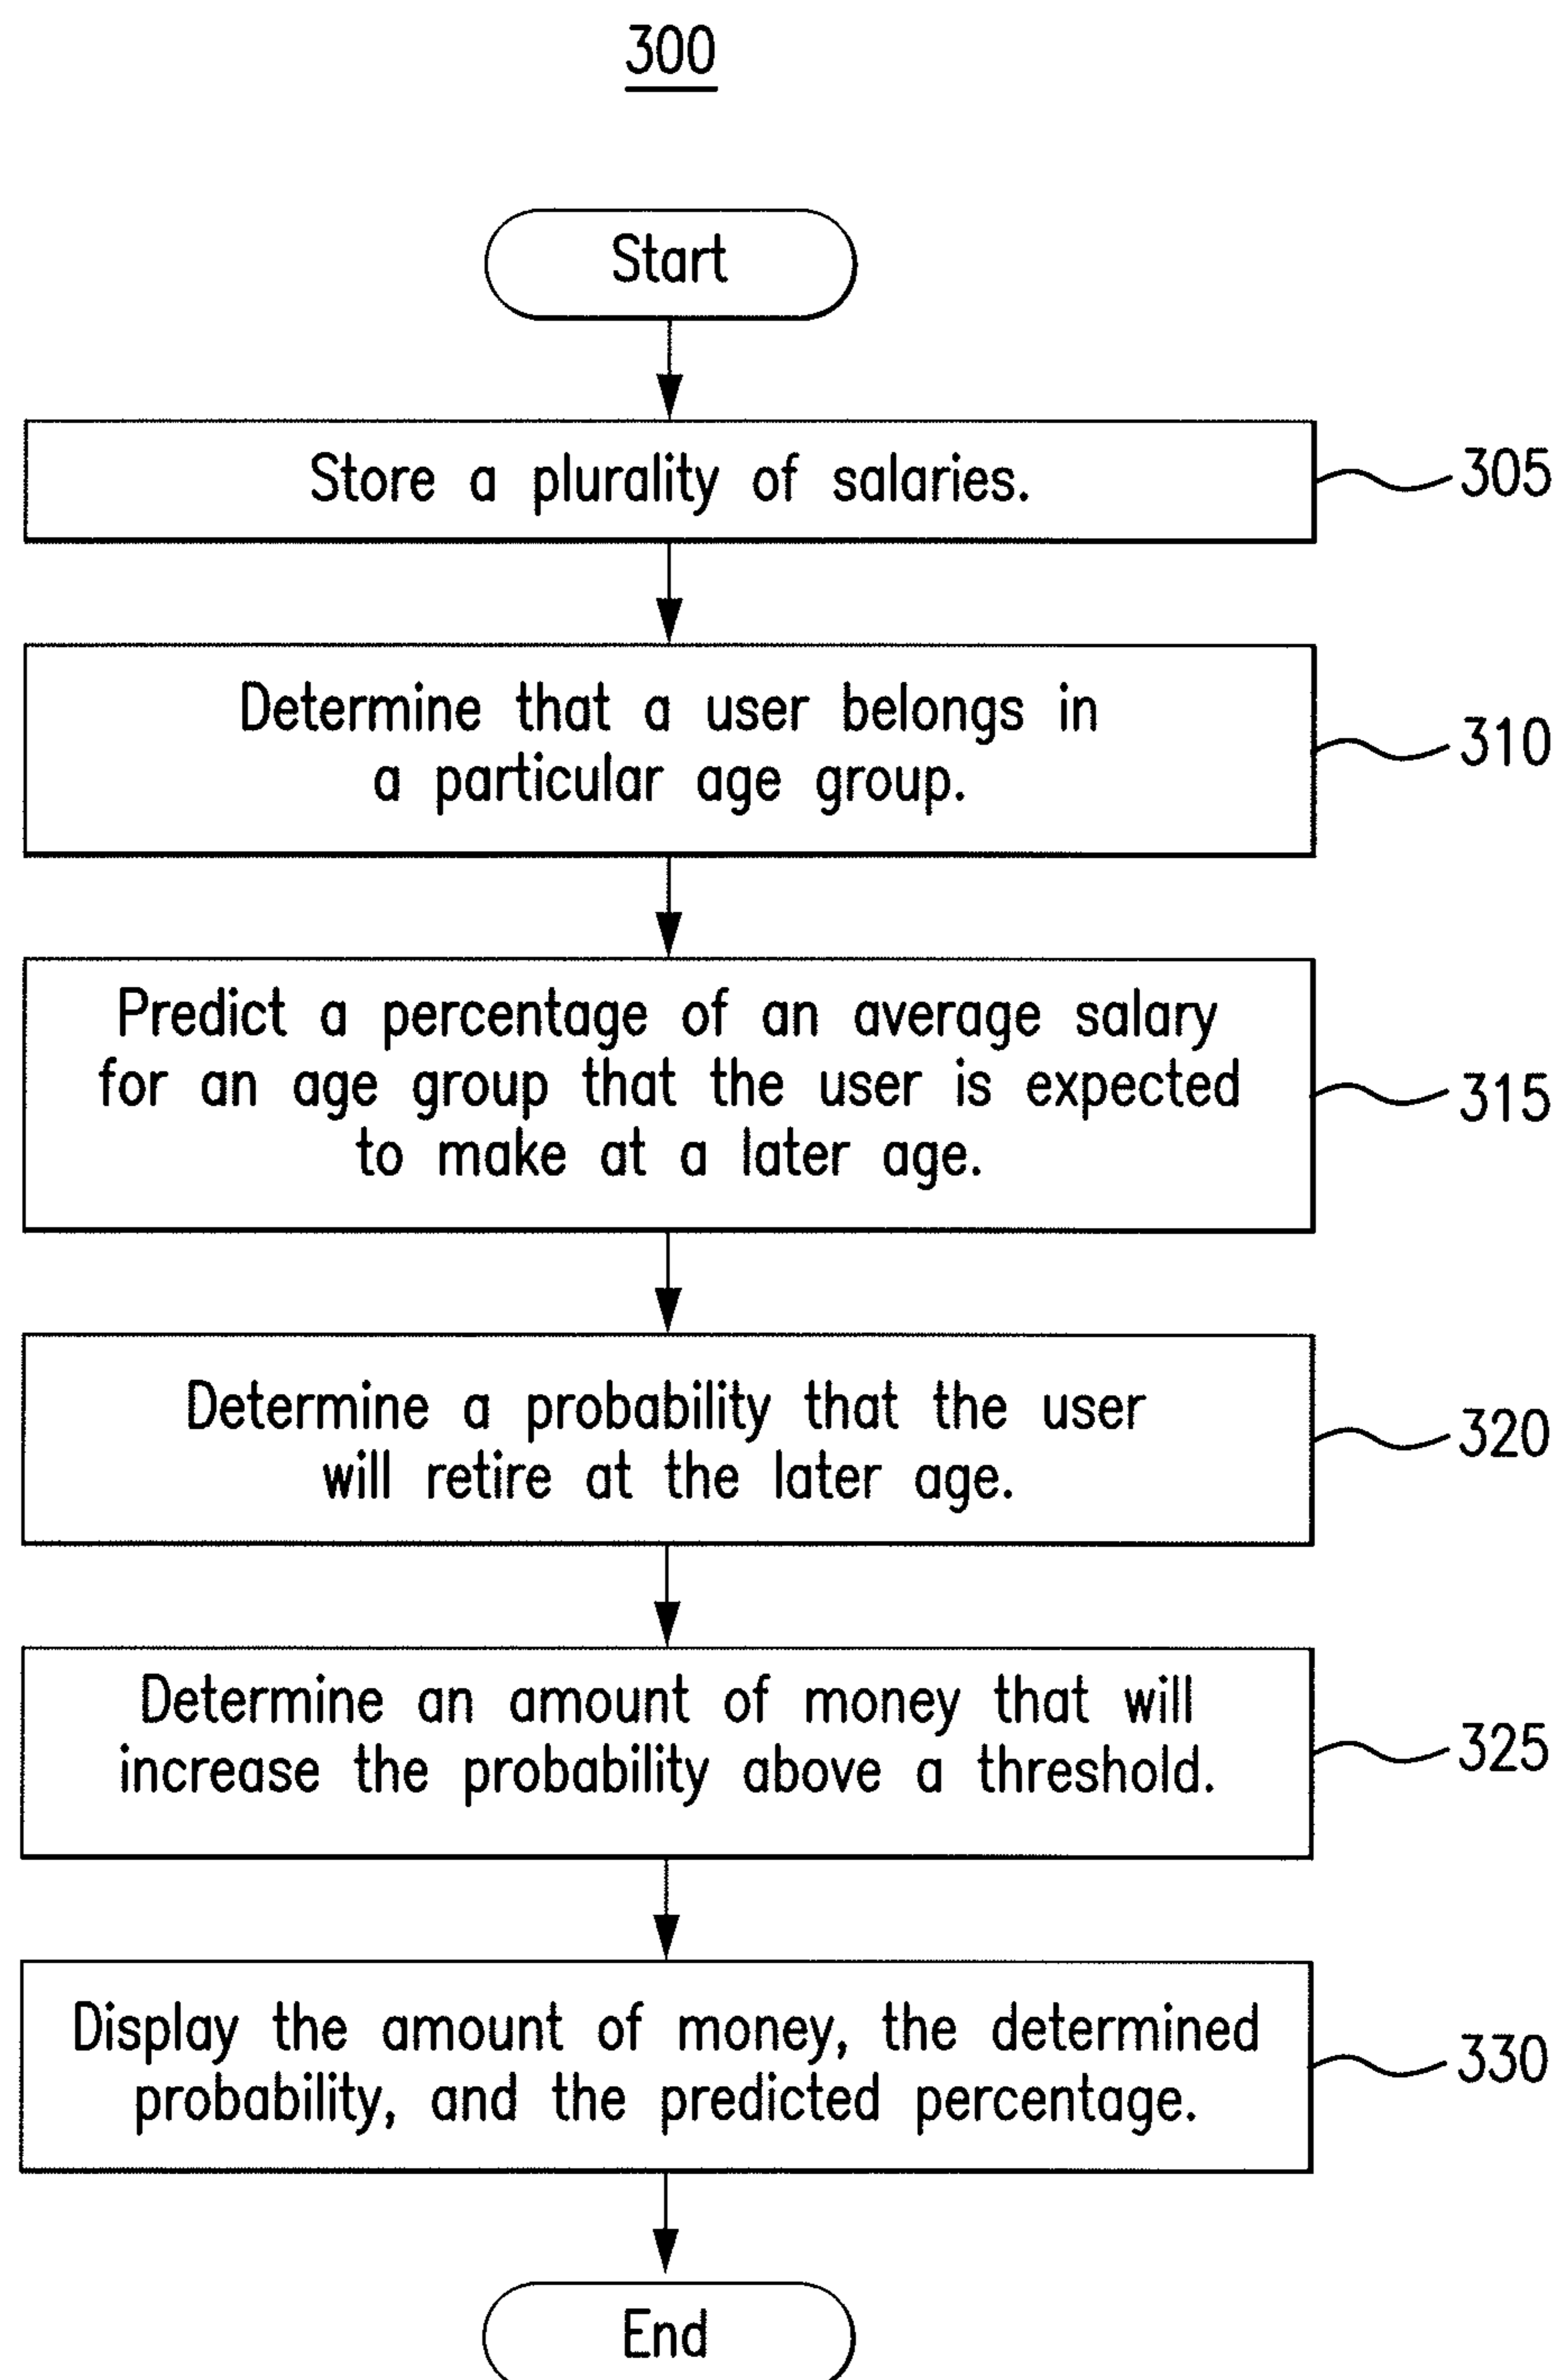 300
Start
Store a plurality of salaries.
305
Determine that a user belongs in
a particular age group.
310
Predict a percentage of an average salary
for an age group that the user is expected
to make at a later age.
315
Determine a probability that the user
will retire at the later age.
320
Determine an amount of money that will
increase the probability above a threshold.
325
Display the amount of money, the determined
probability, and the predicted percentage.
330
End